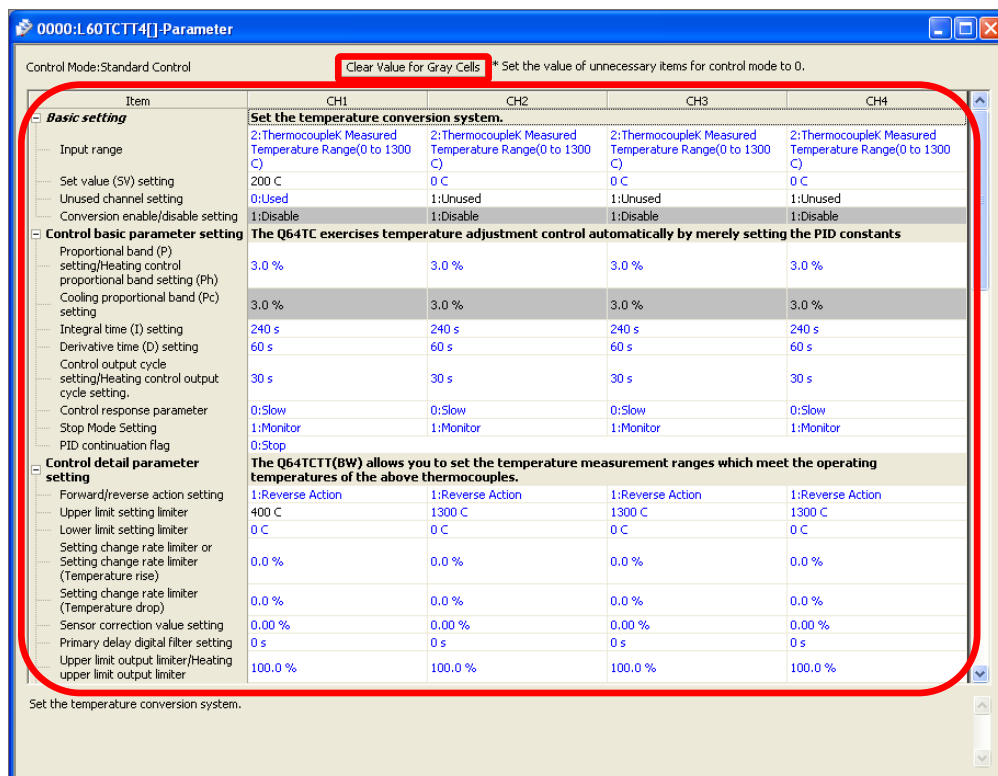 0000:L60TCTT4[]-Parameter
Control Mode:Standard Control
Clear Value for Gray Cells
* Set the value of unnecessary items for control mode to 0.
Item CH1 CH2 CH3 CH4
Basic setting Set the temperature conversion system.
Input range 2:ThermocoupleK Measured Temperature Range(0 to 1300 C) 2:ThermocoupleK Measured Temperature Range(0 to 1300 C) 2:ThermocoupleK Measured Temperature Range(0 to 1300 C) 2:ThermocoupleK Measured Temperature Range(0 to 1300 C)
Set value (SV) setting 200 C 0 C 0 C 0 C
Unused channel setting 0:Used 1:Unused 1:Unused 1:Unused
Conversion enable/disable setting 1:Disable 1:Disable 1:Disable 1:Disable
Control basic parameter setting The Q64TC exercises temperature adjustment control automatically by merely setting the PID constants
Proportional band (P) setting/Heating control proportional band setting (Ph) 3.0 % 3.0 % 3.0 % 3.0 %
Cooling proportional band (Pc) setting 3.0 % 3.0 % 3.0 % 3.0 %
Integral time (I) setting 240 s 240 s 240 s 240 s
Derivative time (D) setting 60 s 60 s 60 s 60 s
Control output cycle setting/Heating control output cycle setting. 30 s 30 s 30 s 30 s
Control response parameter 0:Slow 0:Slow 0:Slow 0:Slow
Stop Mode Setting 1:Monitor 1:Monitor 1:Monitor 1:Monitor
PID continuation flag 0:Stop
Control detail parameter setting The Q64TCTT(BW) allows you to set the temperature measurement ranges which meet the operating temperatures of the above thermocouples.
Forward/reverse action setting 1:Reverse Action 1:Reverse Action 1:Reverse Action 1:Reverse Action
Upper limit setting limiter 400 C 1300 C 1300 C 1300 C
Lower limit setting limiter 0 C 0 C 0 C 0 C
Setting change rate limiter or Setting change rate limiter (Temperature rise) 0.0 % 0.0 % 0.0 % 0.0 %
Setting change rate limiter (Temperature drop) 0.0 % 0.0 % 0.0 % 0.0 %
Sensor correction value setting 0.00 % 0.00 % 0.00 % 0.00 %
Primary delay digital filter setting 0 s 0 s 0 s 0 s
Upper limit output limiter/Heating upper limit output limiter 100.0 % 100.0 % 100.0 % 100.0 %
Set the temperature conversion system.